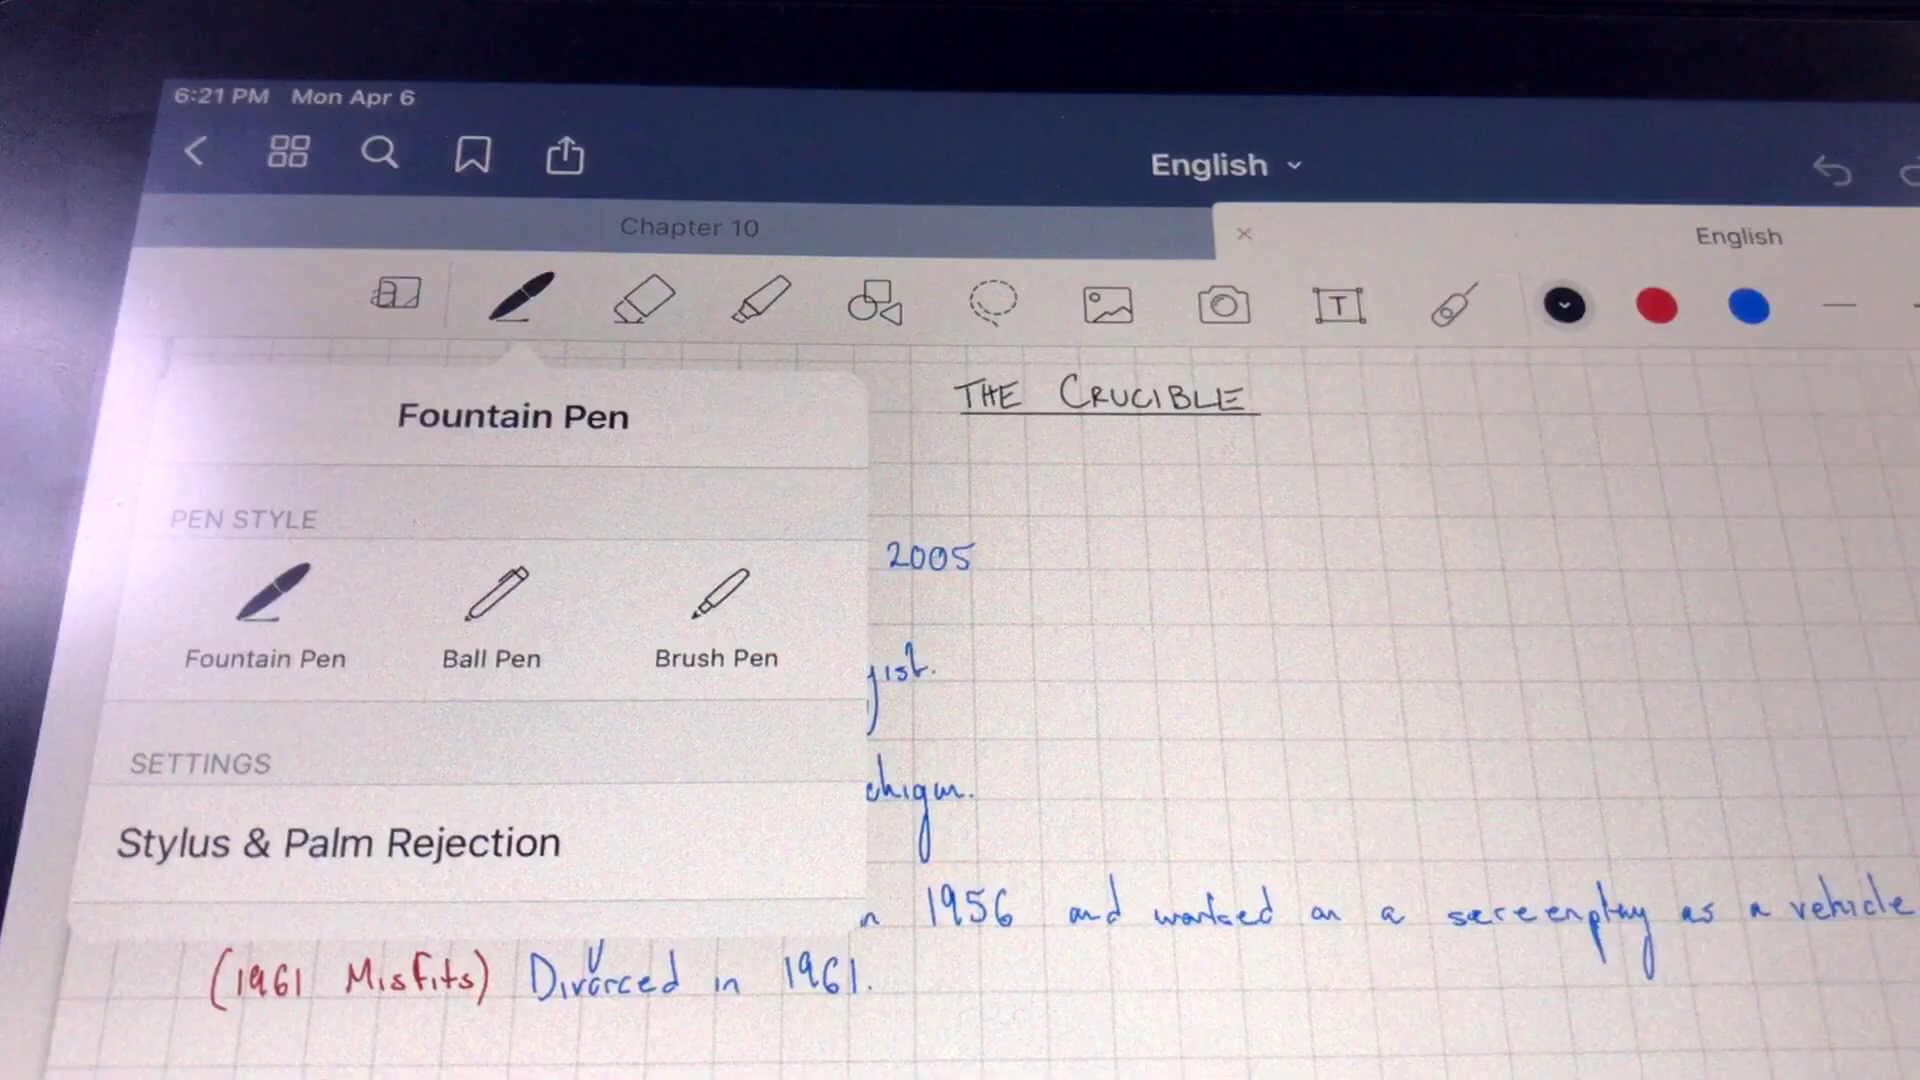 6:21 PM Mon Apr 6
English
Chapter 10
English
T
THE CRUCIBLE
Fountain Pen
PEN STYLE
2005
Fountain Pen Ball Pen Brush Pen
SETTINGS
Stylus & Palm Rejection
1956 and worked on a screenplay as a vehicle
(1961 Misfits) Divorced in 1961.